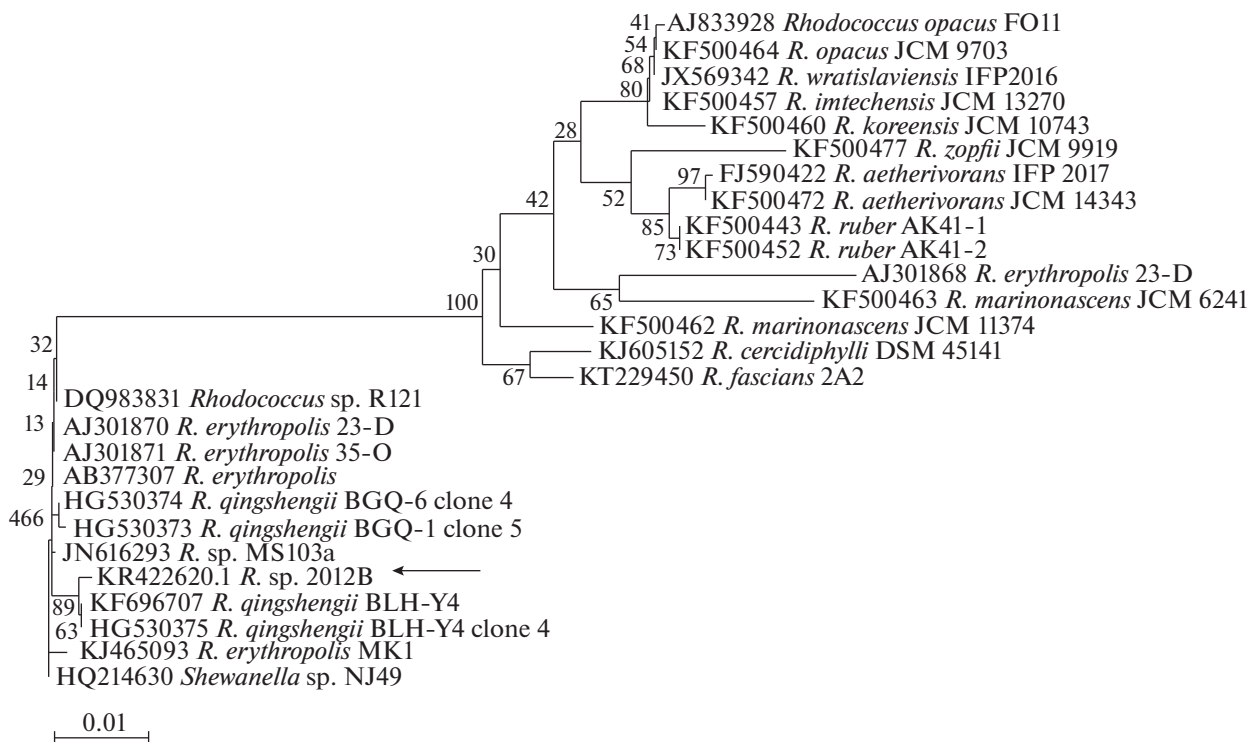 41 AJ833928 Rhodococcus opacus FO11
54 KF500464 R. opacus JCM 9703
68 JX569342 R. wratislaviensis IFP2016
80 KF500457 R. imtechensis JCM 13270
KF500460 R. koreensis JCM 10743
28
KF500477 R. zopfii JCM 9919
97 FJ590422 R. aetherivorans IFP 2017
42 52 KF500472 R. aetherivorans JCM 14343
85 KF500443 R. ruber AK41-1
73 KF500452 R. ruber AK41-2
30
AJ301868 R. erythropolis 23-D
100 65 KF500463 R. marinonascens JCM 6241
KF500462 R. marinonascens JCM 11374
32 KJ605152 R. cercidiphylli DSM 45141
14 67 KT229450 R. fascians 2A2
DQ983831 Rhodococcus sp. R121
13 AJ301870 R. erythropolis 23-D
AJ301871 R. erythropolis 35-O
29 AB377307 R. erythropolis
HG530374 R. qingshengii BGQ-6 clone 4
466 HG530373 R. qingshengii BGQ-1 clone 5
JN616293 R. sp. MS103a
KR422620.1 R. sp. 2012B
89 KF696707 R. qingshengii BLH-Y4
63 HG530375 R. qingshengii BLH-Y4 clone 4
KJ465093 R. erythropolis MK1
HQ214630 Shewanella sp. NJ49
0.01